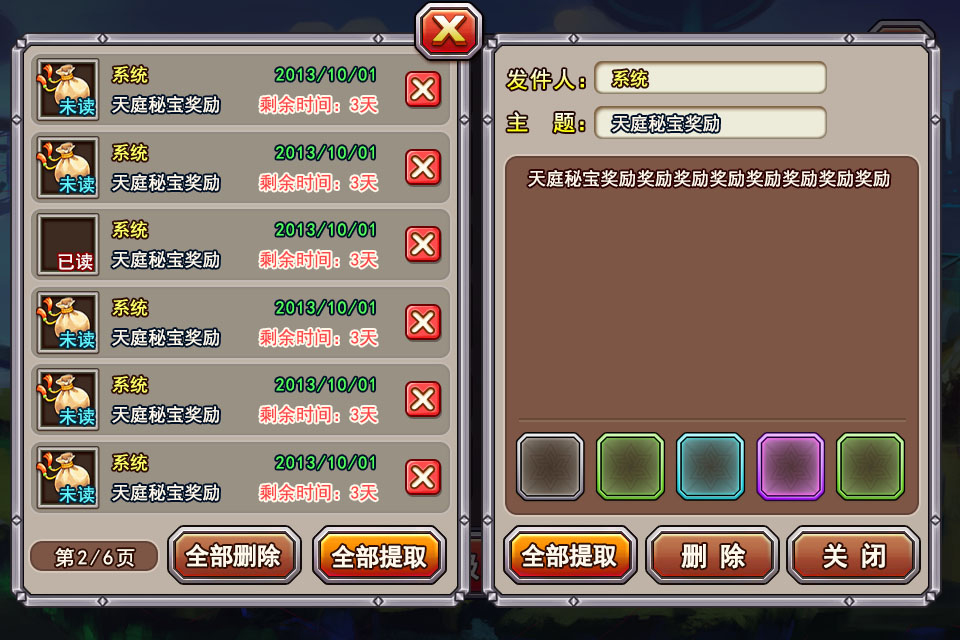 系统
2013/10/01
未读
天庭秘宝奖励
剩余时间：3天
系统
2013/10/01
未读
天庭秘宝奖励
剩余时间：3天
系统
2013/10/01
已读
天庭秘宝奖励
剩余时间：3天
系统
2013/10/01
未读
天庭秘宝奖励
剩余时间：3天
系统
2013/10/01
未读
天庭秘宝奖励
剩余时间：3天
系统
2013/10/01
未读
天庭秘宝奖励
剩余时间：3天
第2/6页
全部删除
全部提取
发件人：系统
主 题：天庭秘宝奖励
天庭秘宝奖励奖励奖励奖励奖励奖励奖励奖励
全部提取
删 除
关 闭